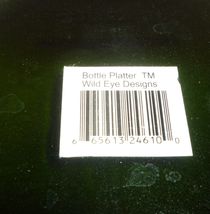 Bottle Platter TM
Wild Eye Designs
6 65613 24610 0